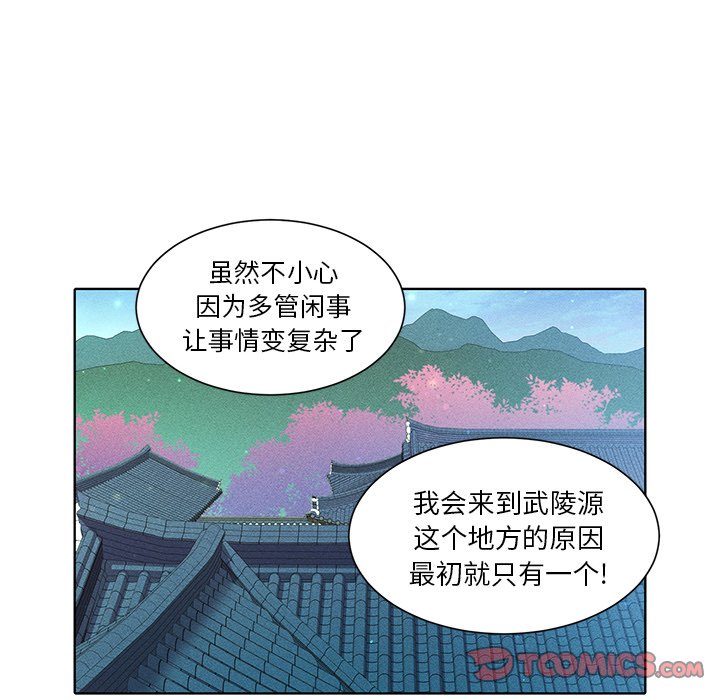 虽然不小心
因为多管闲事
让事情变复杂了
我会来到武陵源
这个地方的原因
最初就只有一个!
TOOMICS.COM